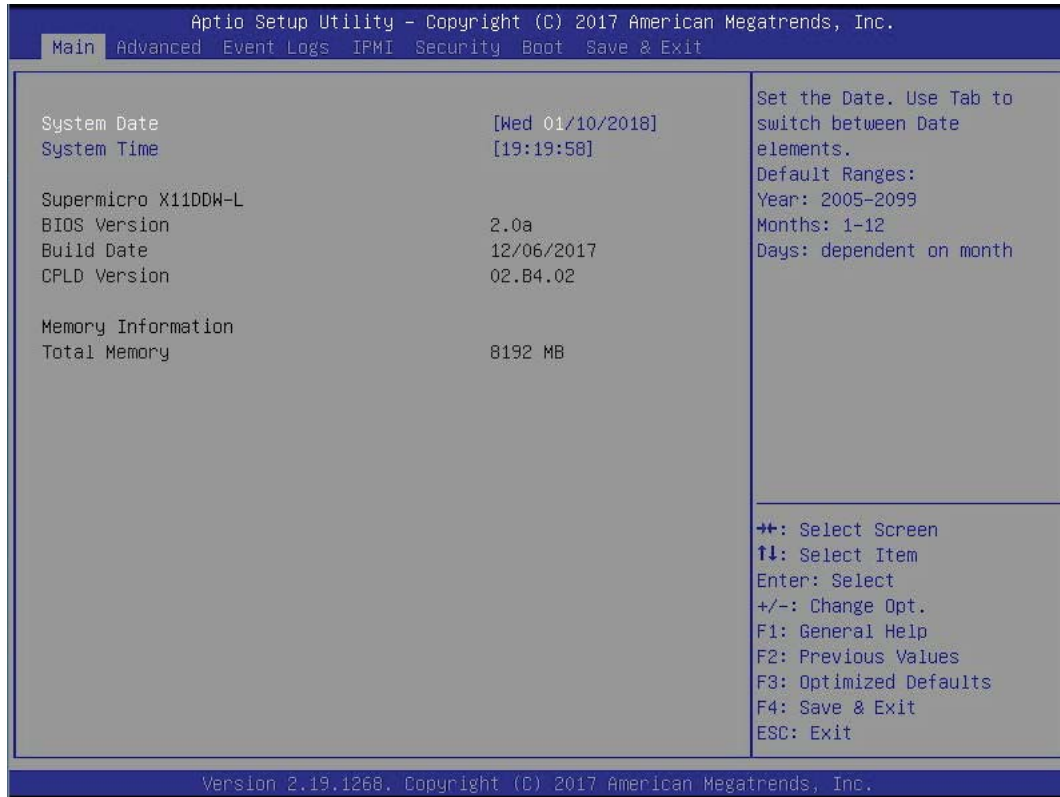 Aptio Setup Utility – Copyright (C) 2017 American Megatrends, Inc.
Main Advanced Event Logs IPMI Security Boot Save & Exit
System Date [Wed 01/10/2018]
System Time [19:19:58]
Supermicro X11DDW-L
BIOS Version 2.0a
Build Date 12/06/2017
CPLD Version 02.B4.02
Memory Information
Total Memory 8192 MB
Set the Date. Use Tab to
switch between Date
elements.
Default Ranges:
Year: 2005-2099
Months: 1-12
Days: dependent on month
→←: Select Screen
↑↓: Select Item
Enter: Select
+/-: Change Opt.
F1: General Help
F2: Previous Values
F3: Optimized Defaults
F4: Save & Exit
ESC: Exit
Version 2.19.1268. Copyright (C) 2017 American Megatrends, Inc.